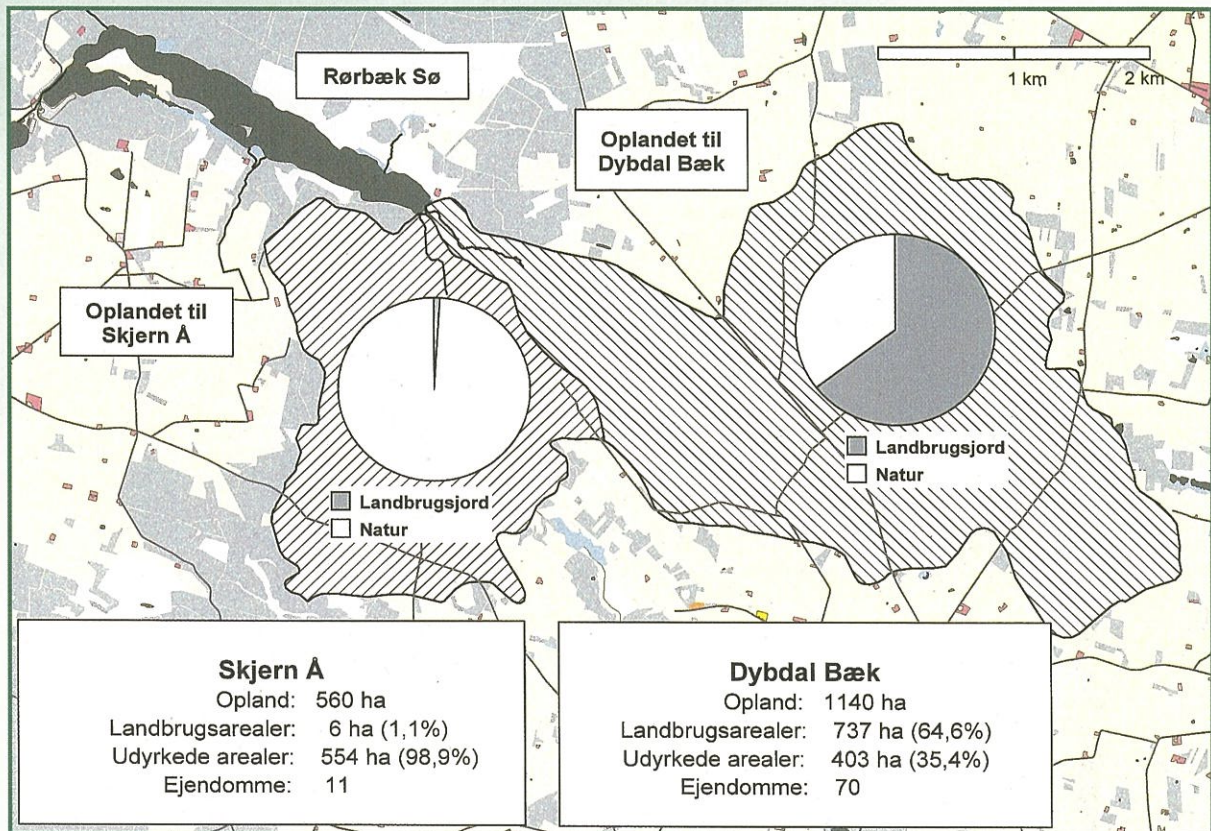 Rørbæk Sø
1 km
2 km
Oplandet til
Dybdal Bæk
Oplandet til
Skjern Å
Landbrugsjord
Natur
Landbrugsjord
Natur
Skjern Å
Opland: 560 ha
Landbrugsarealer: 6 ha (1,1%)
Udyrkede arealer: 554 ha (98,9%)
Ejendomme: 11
Dybdal Bæk
Opland: 1140 ha
Landbrugsarealer: 737 ha (64,6%)
Udyrkede arealer: 403 ha (35,4%)
Ejendomme: 70